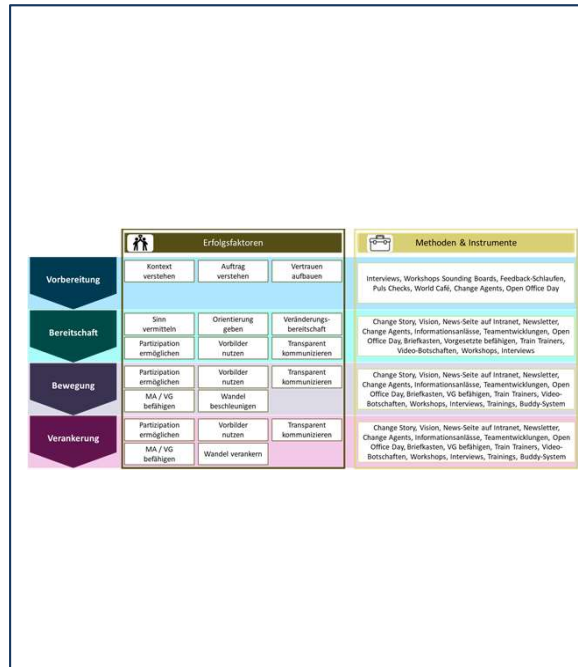 Erfolgsfaktoren
Methoden & Instrumente
Vorbereitung
Kontext
verstehen
Auftrag
verstehen
Vertrauen
aufbauen
Interviews, Workshops Sounding Boards, Feedback-Schlaufen,
Puls Checks, World Café, Change Agents, Open Office Day
Bereitschaft
Sinn
vermitteln
Orientierung
geben
Veränderungs-
bereitschaft
Partizipation
ermöglichen
Vorbilder
nutzen
Transparent
kommunizieren
Change Story, Vision, News-Seite auf Intranet, Newsletter,
Change Agents, Informationsanlässe, Teamentwicklungen, Open
Office Day, Briefkasten, Vorgesetzte befähigen, Train Trainers,
Video-Botschaften, Workshops, Interviews
Bewegung
Partizipation
ermöglichen
Vorbilder
nutzen
Transparent
kommunizieren
MA / VG
befähigen
Wandel
beschleunigen
Change Story, Vision, News-Seite auf Intranet, Newsletter,
Change Agents, Informationsanlässe, Teamentwicklungen, Open
Office Day, Briefkasten, VG befähigen, Train Trainers, Video-
Botschaften, Workshops, Interviews, Trainings, Buddy-System
Verankerung
Partizipation
ermöglichen
Vorbilder
nutzen
Transparent
kommunizieren
MA / VG
befähigen
Wandel verankern
Change Story, Vision, News-Seite auf Intranet, Newsletter,
Change Agents, Informationsanlässe, Teamentwicklungen, Open
Office Day, Briefkasten, VG befähigen, Train Trainers, Video-
Botschaften, Workshops, Interviews, Trainings, Buddy-System